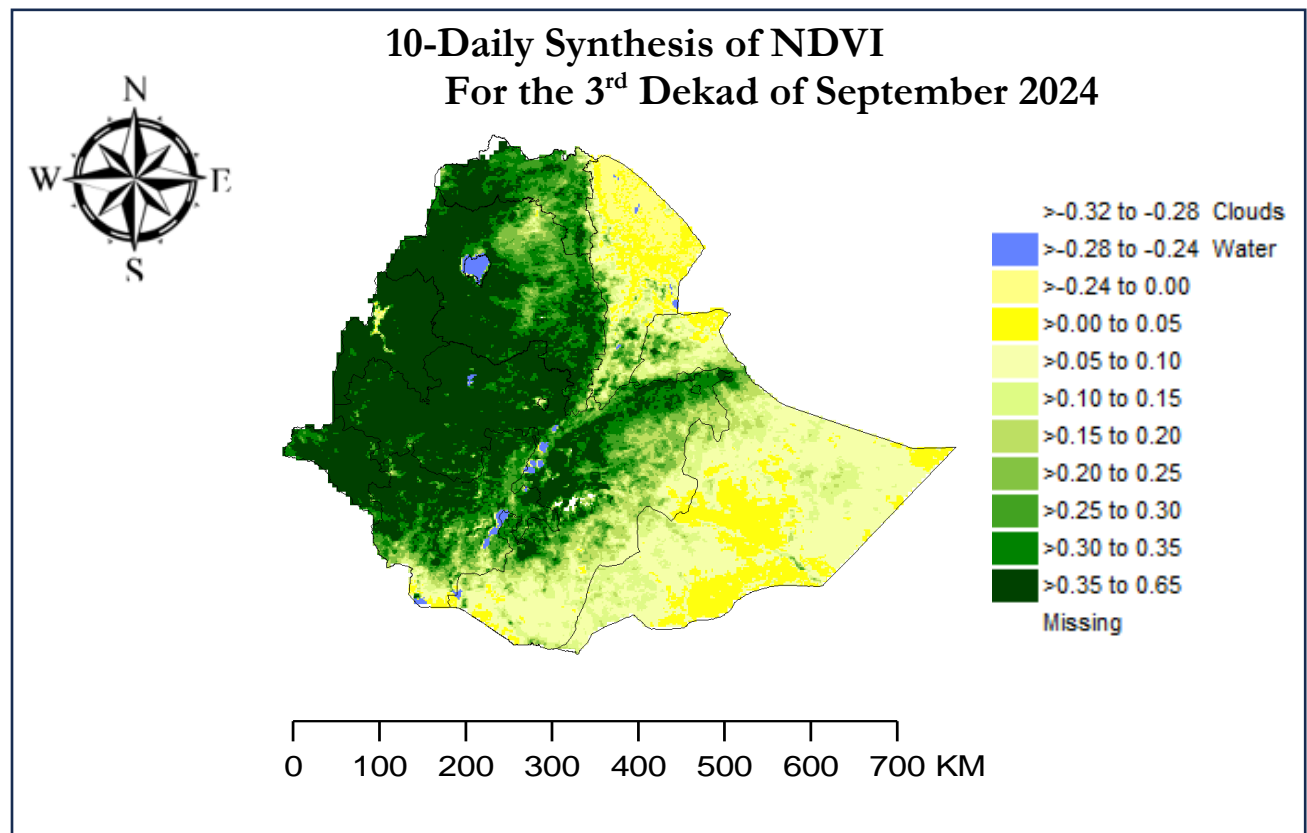 10-Daily Synthesis of NDVI
For the 3rd Dekad of September 2024
N
W E
S
>-0.32 to -0.28 Clouds
>-0.28 to -0.24 Water
>-0.24 to 0.00
>0.00 to 0.05
>0.05 to 0.10
>0.10 to 0.15
>0.15 to 0.20
>0.20 to 0.25
>0.25 to 0.30
>0.30 to 0.35
>0.35 to 0.65
Missing
0 100 200 300 400 500 600 700 KM